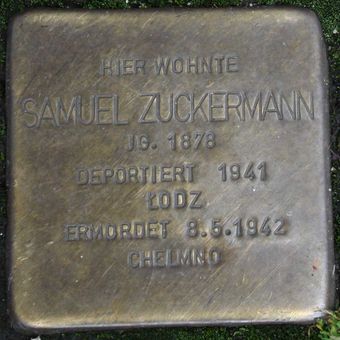 HIER WOHNTE
SAMUEL ZUCKERMANN
JG. 1878
DEPORTIERT 1941
ŁODZ
ERMORDET 8.5.1942
CHELMNO